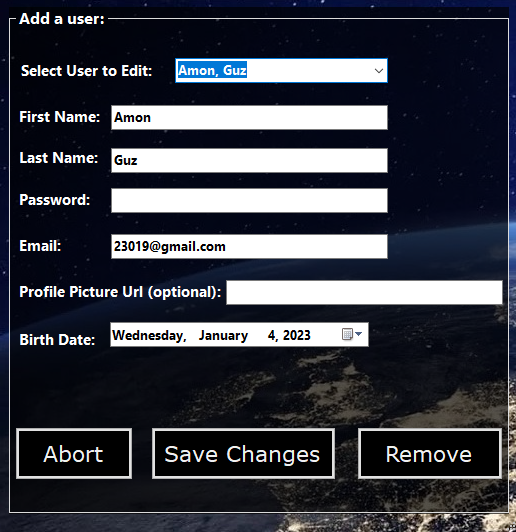 Add a user:
Select User to Edit: Amon, Guz
First Name: Amon
Last Name: Guz
Password:
Email: 23019@gmail.com
Profile Picture Url (optional):
Birth Date: Wednesday, January 4, 2023
Abort Save Changes Remove